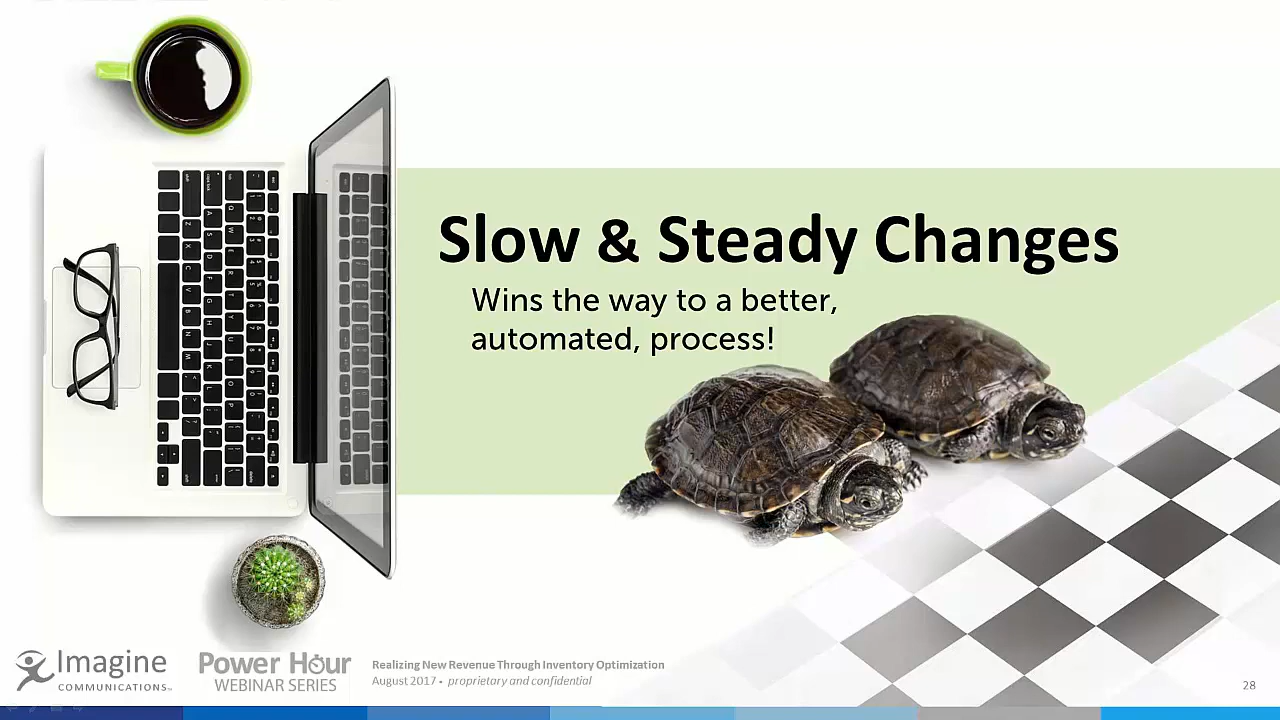 Slow & Steady Changes
Wins the way to a better,
automated, process!
Imagine
COMMUNICATIONS
Power Hour
WEBINAR SERIES
Realizing New Revenue Through Inventory Optimization
August 2017 • proprietary and confidential
28